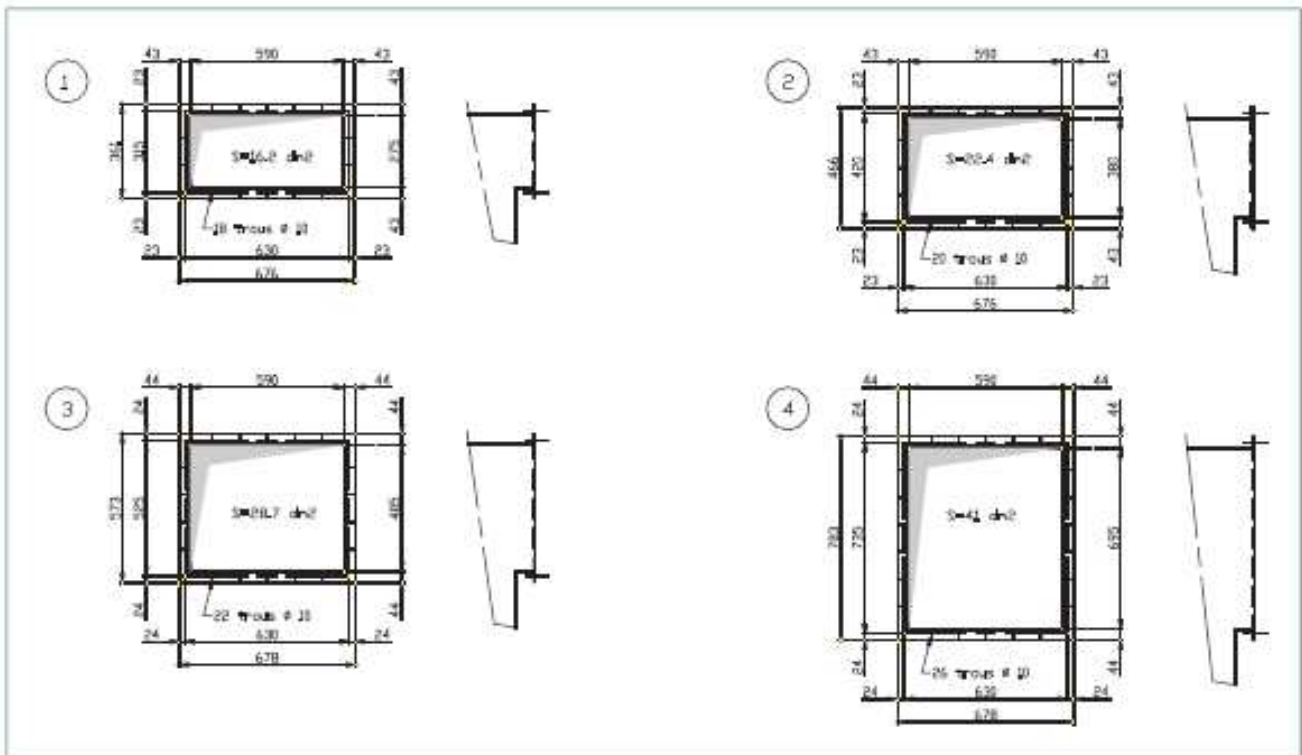 1
43 590 43
23 43
361 315 275
S=16.2 dm2
18 trous Ø 10
23 43
23 630 23
676
2
43 590 43
23 43
466 420 380
S=22.4 dm2
20 trous Ø 10
23 43
23 630 23
676
3
44 590 44
24 44
573 525 485
S=28.7 dm2
22 trous Ø 10
24 44
24 630 24
678
4
44 590 44
24 44
783 735 695
S=41 dm2
26 trous Ø 10
24 44
24 630 24
678